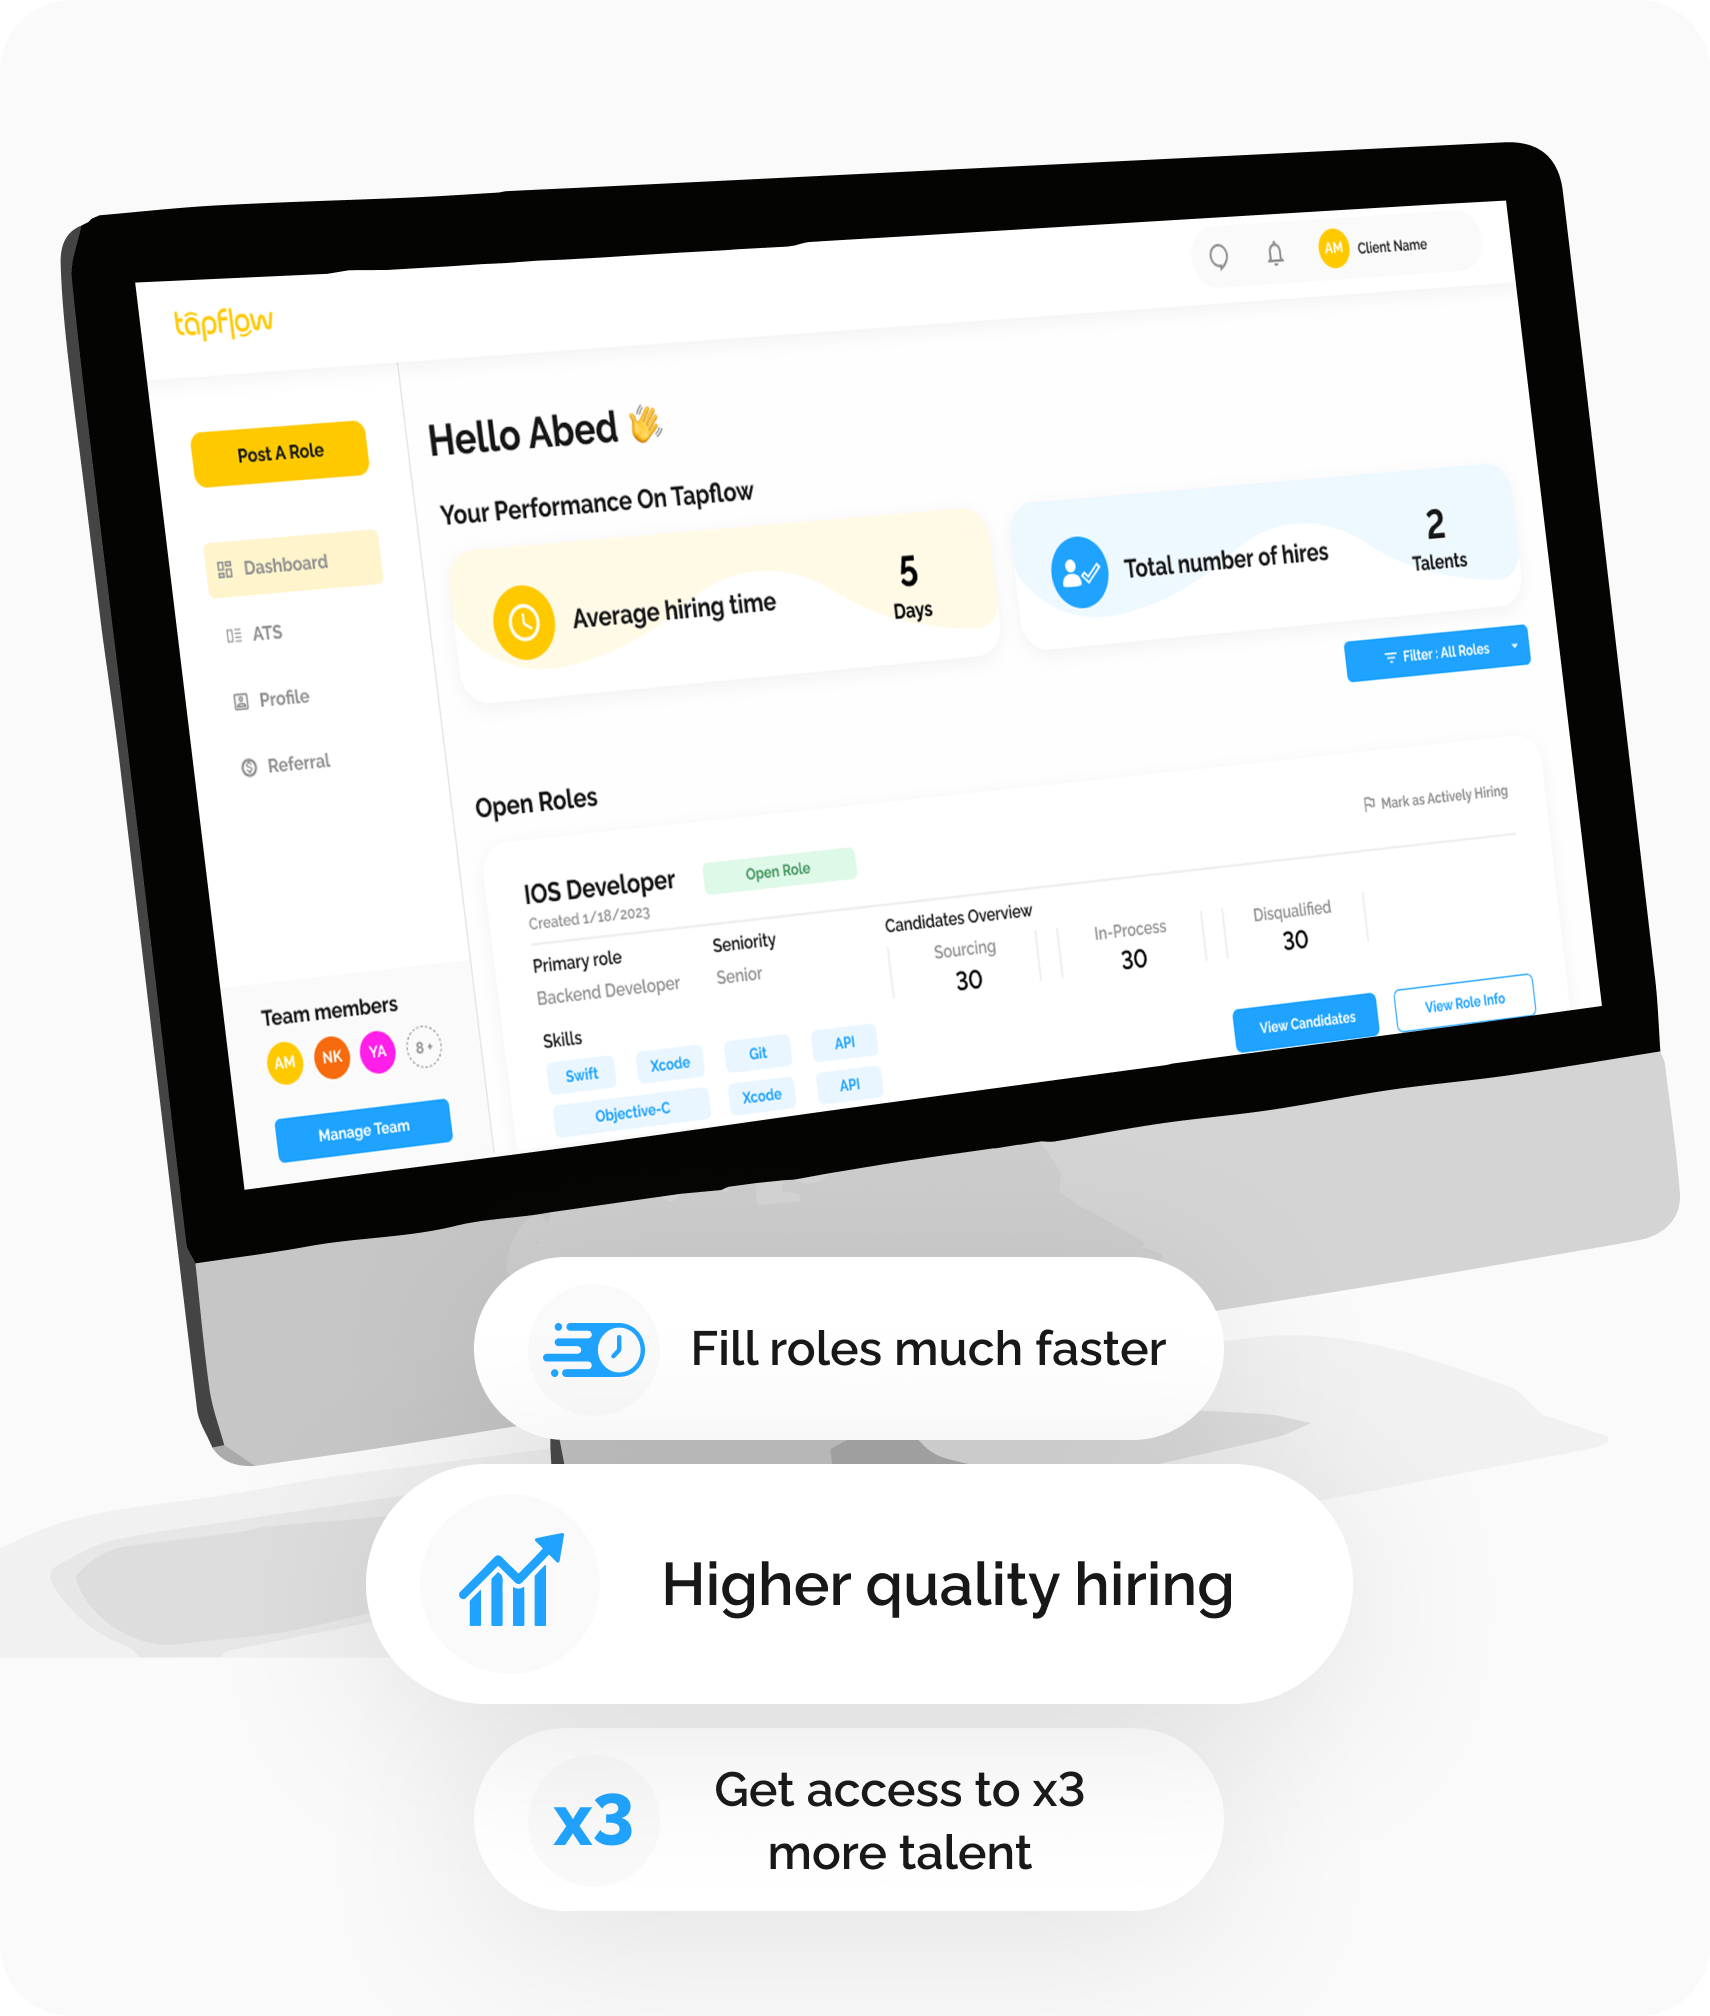 tapflow
AM Client Name
Post A Role
Dashboard
ATS
Profile
Referral
Team members
AM NK YA 8 +
Manage Team
Hello Abed 👋
Your Performance On Tapflow
Average hiring time
5
Days
Total number of hires
2
Talents
Filter : All Roles
Open Roles
Mark as Actively Hiring
IOS Developer Open Role
Created 1/18/2023
Primary role
Backend Developer
Seniority
Senior
Candidates Overview
Sourcing
30
In-Process
30
Disqualified
30
Skills
Swift Xcode Git API
Objective-C Xcode API
View Candidates
View Role Info
Fill roles much faster
Higher quality hiring
x3
Get access to x3
more talent